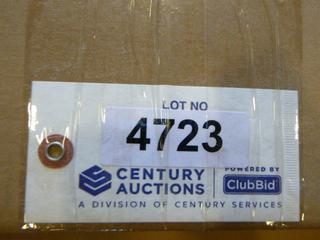 LOT NO
4723
CENTURY
AUCTIONS
POWERED BY
ClubBid
A DIVISION OF CENTURY SERVICES